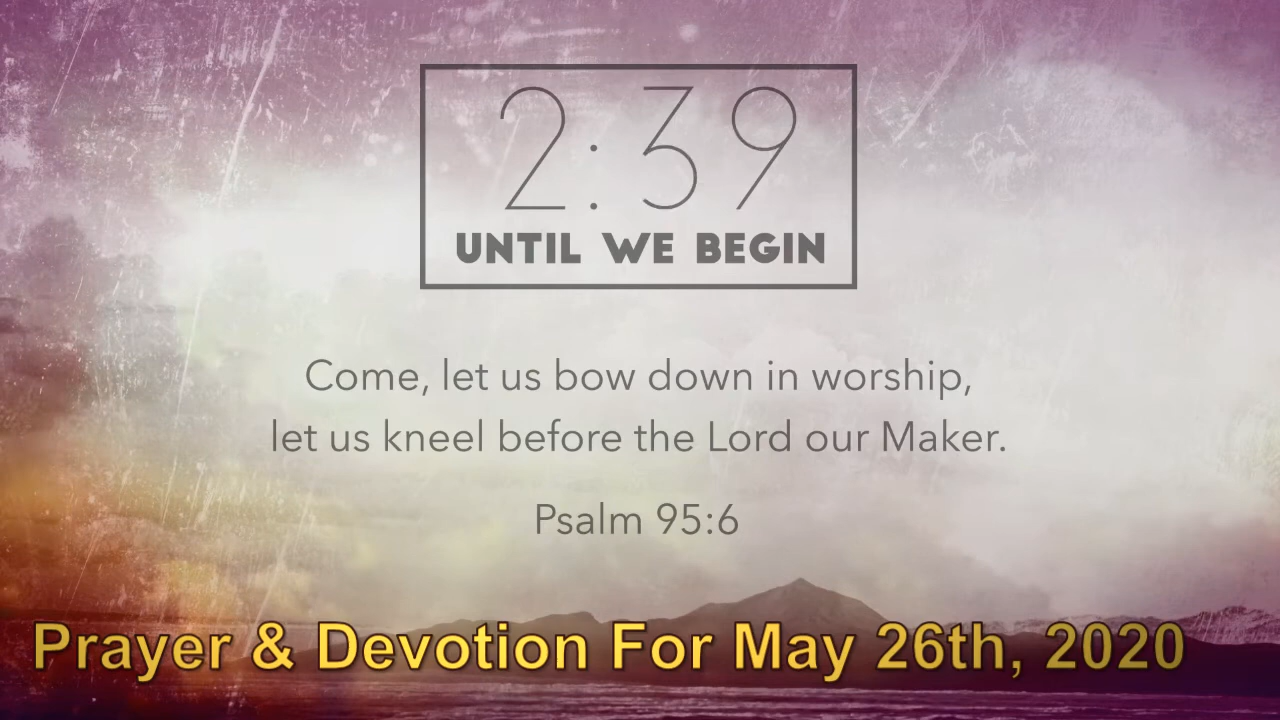 2:39
UNTIL WE BEGIN
Come, let us bow down in worship,
let us kneel before the Lord our Maker.
Psalm 95:6
Prayer & Devotion For May 26th, 2020